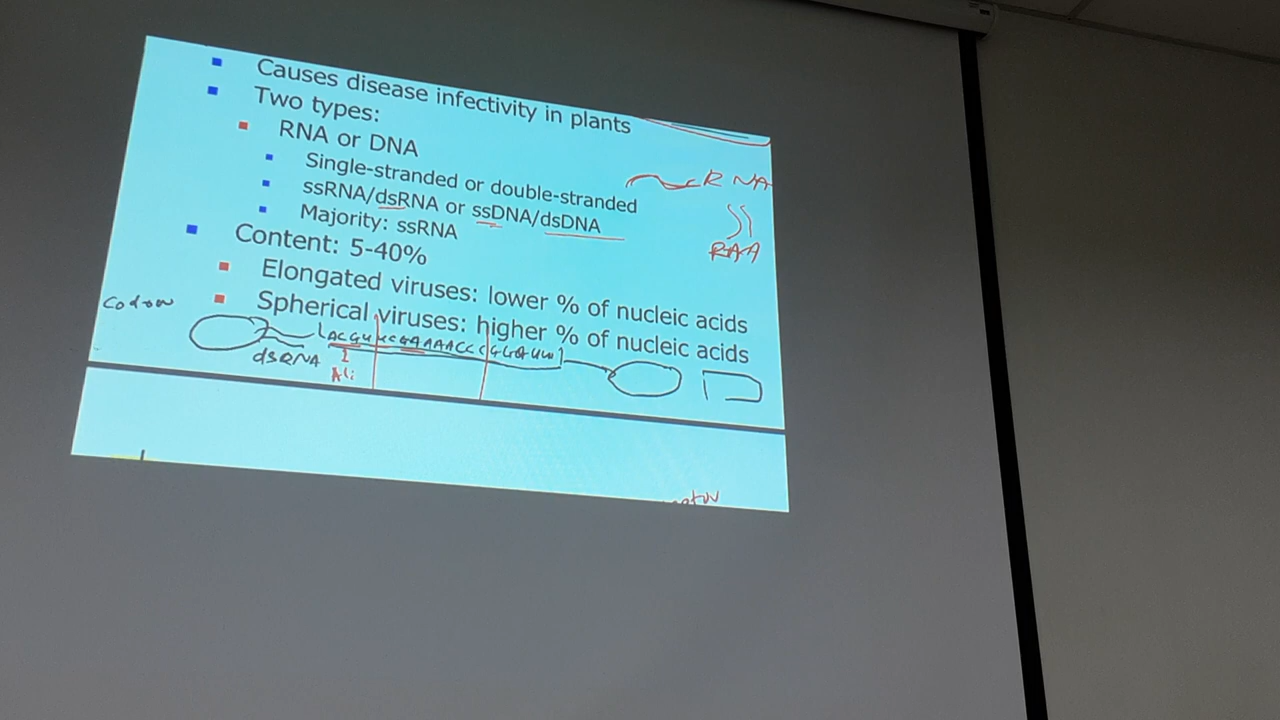 Causes disease infectivity in plants
Two types:
RNA or DNA
Single-stranded or double-stranded
ssRNA/dsRNA or ssDNA/dsDNA
Majority: ssRNA
RNA
Content: 5-40%
Elongated viruses: lower % of nucleic acids
Spherical viruses: higher % of nucleic acids
Codon
dsRNA